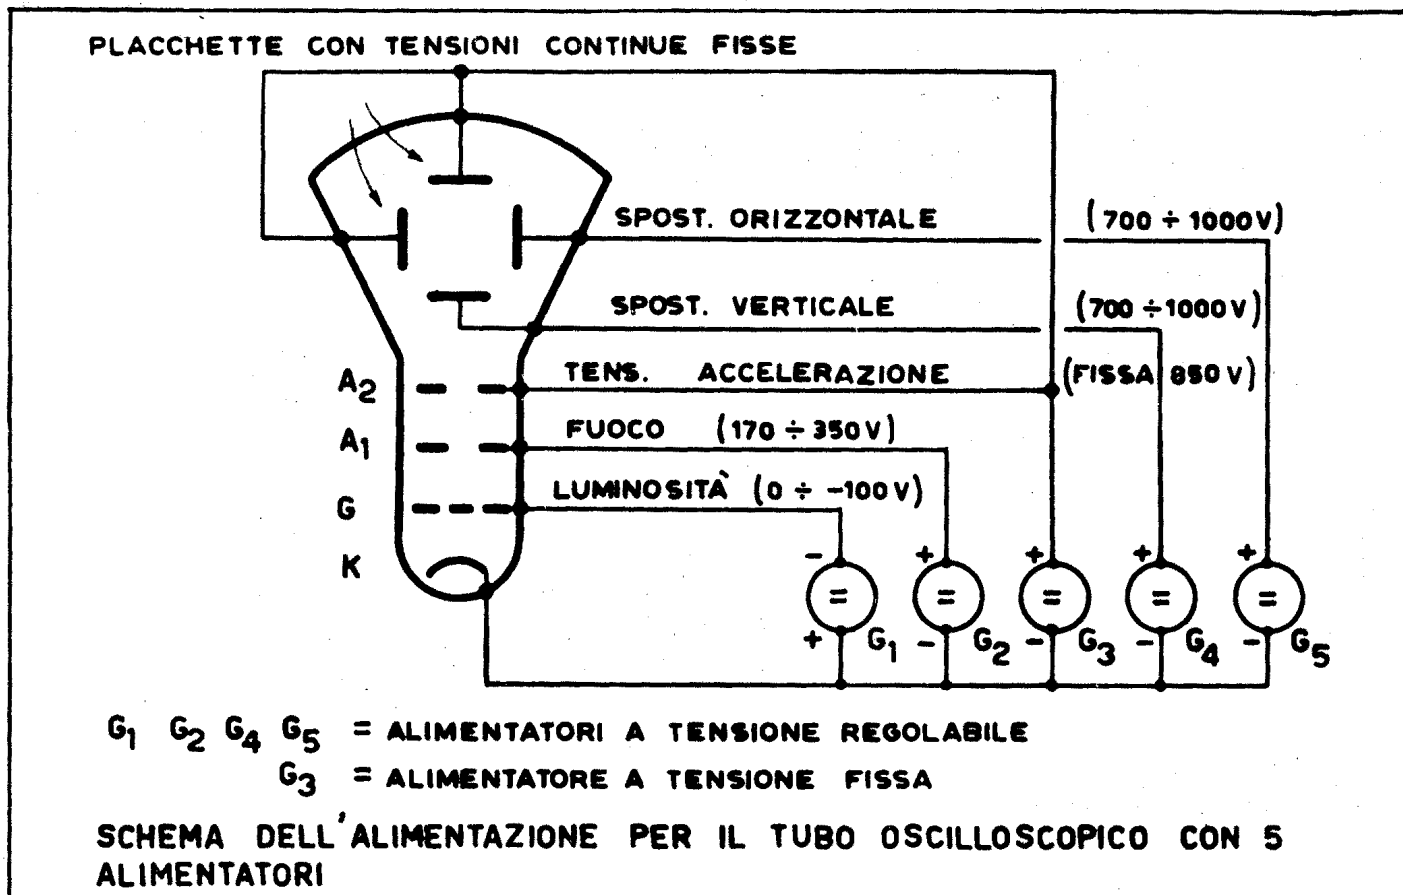 PLACCHETTE CON TENSIONI CONTINUE FISSE
SPOST. ORIZZONTALE (700 ÷ 1000 V)
SPOST. VERTICALE (700 ÷ 1000 V)
A2 TENS. ACCELERAZIONE (FISSA 850 V)
A1 FUOCO (170 ÷ 350 V)
G LUMINOSITÀ (0 ÷ -100 V)
K
- + + + +
= = = = =
+ G1 - G2 - G3 - G4 - G5
G1 G2 G4 G5 = ALIMENTATORI A TENSIONE REGOLABILE
G3 = ALIMENTATORE A TENSIONE FISSA
SCHEMA DELL'ALIMENTAZIONE PER IL TUBO OSCILLOSCOPICO CON 5
ALIMENTATORI